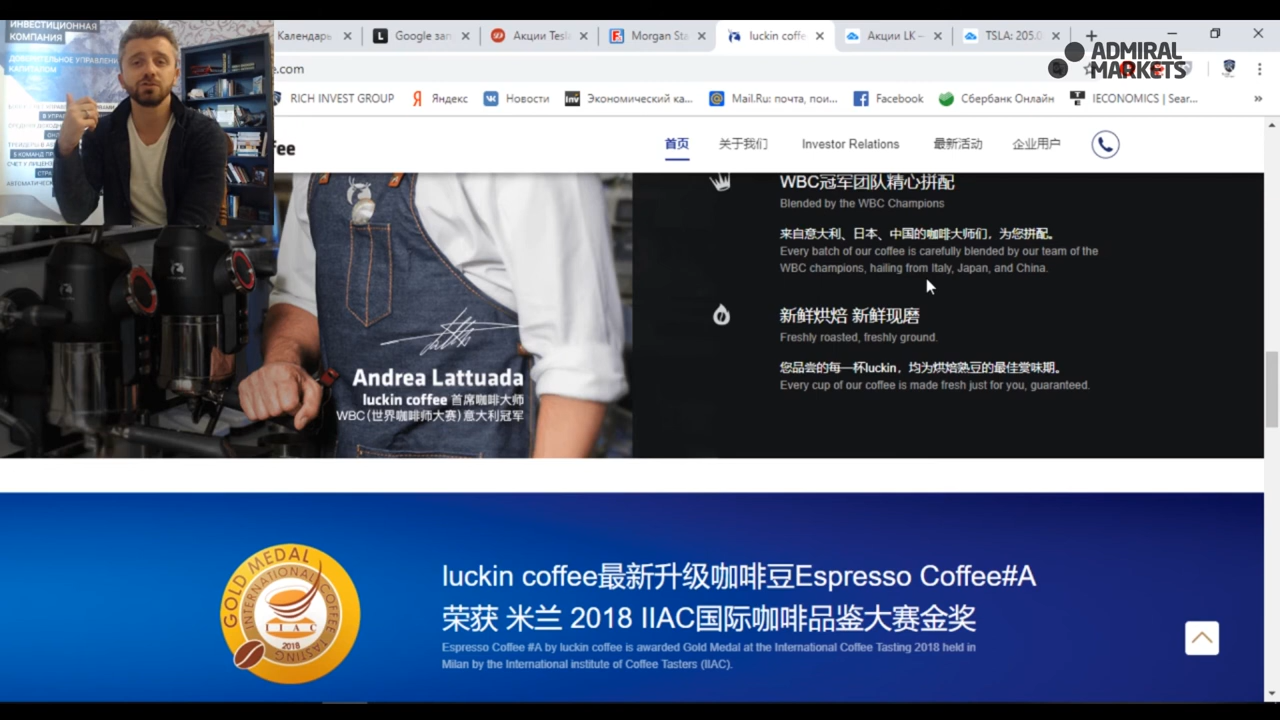 ИНВЕСТИЦИОННАЯ
КОМПАНИЯ
ДОВЕРИТЕЛЬНОЕ УПРАВЛЕНИ
КАПИТАЛОМ
Календарь
Google зап
Акции Tesl
Morgan Sta
luckin coffe
Акции LK –
TSLA: 205.0
ADMIRAL
MARKETS
e.com
RICH INVEST GROUP
Яндекс
Новости
Экономический ка...
Mail.Ru: почта, пои...
Facebook
Сбербанк Онлайн
IECONOMICS | Sear...
fee
首页
关于我们
Investor Relations
最新活动
企业用户
WBC冠军团队精心拼配
Blended by the WBC Champions
来自意大利、日本、中国的咖啡大师们，为您拼配。
Every batch of our coffee is carefully blended by our team of the
WBC champions, hailing from Italy, Japan, and China.
新鲜烘焙 新鲜现磨
Freshly roasted, freshly ground.
您品尝的每一杯luckin，均为烘焙熟豆的最佳赏味期。
Every cup of our coffee is made fresh just for you, guaranteed.
Andrea Lattuada
luckin coffee 首席咖啡大师
WBC(世界咖啡师大赛)意大利冠军
GOLD MEDAL
INTERNATIONAL COFFEE TASTING
IIAC
2018
luckin coffee最新升级咖啡豆Espresso Coffee#A
荣获 米兰 2018 IIAC国际咖啡品鉴大赛金奖
Espresso Coffee #A by luckin coffee is awarded Gold Medal at the International Coffee Tasting 2018 held in
Milan by the International institute of Coffee Tasters (IIAC).